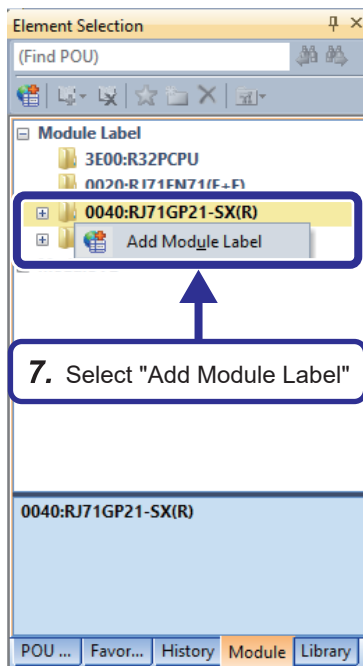 Element Selection
(Find POU)
Module Label
3E00:R32PCPU
0020:RJ71EN71(E+E)
0040:RJ71GP21-SX(R)
Add Module Label
7. Select "Add Module Label"
0040:RJ71GP21-SX(R)
POU ... Favor... History Module Library